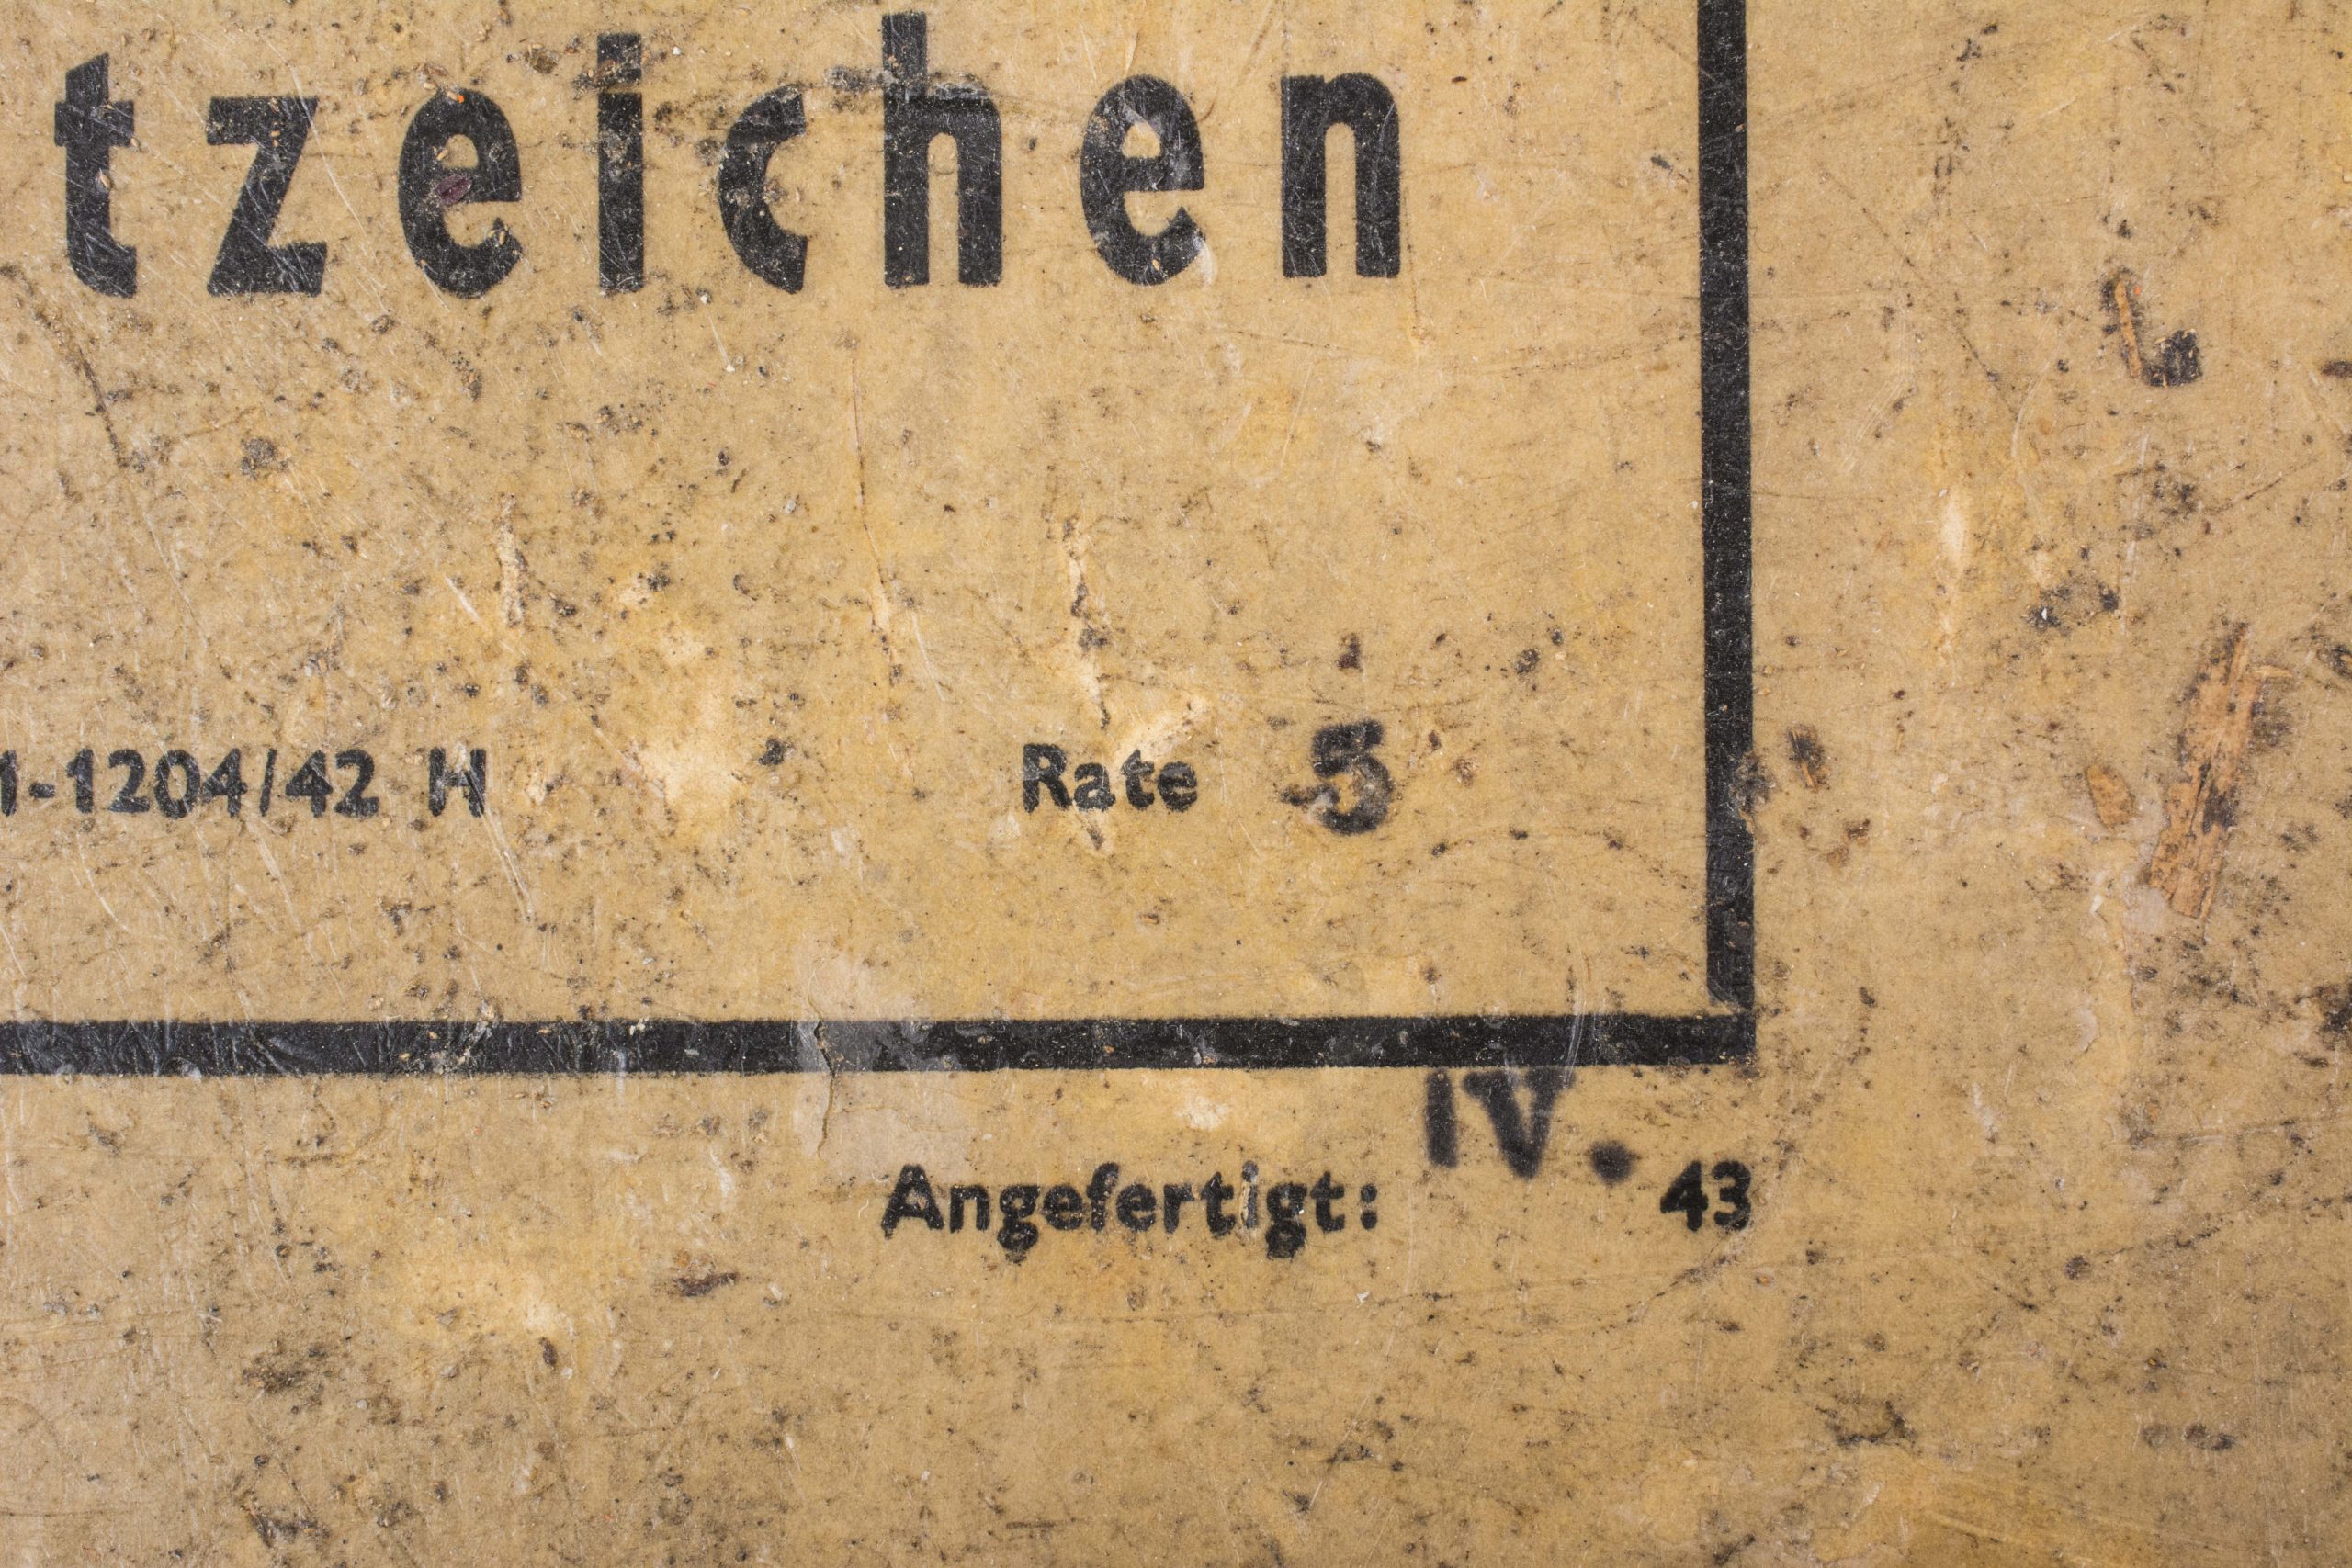 tzeichen
1-1204/42 H Rate 5
Angefertigt: IV. 43